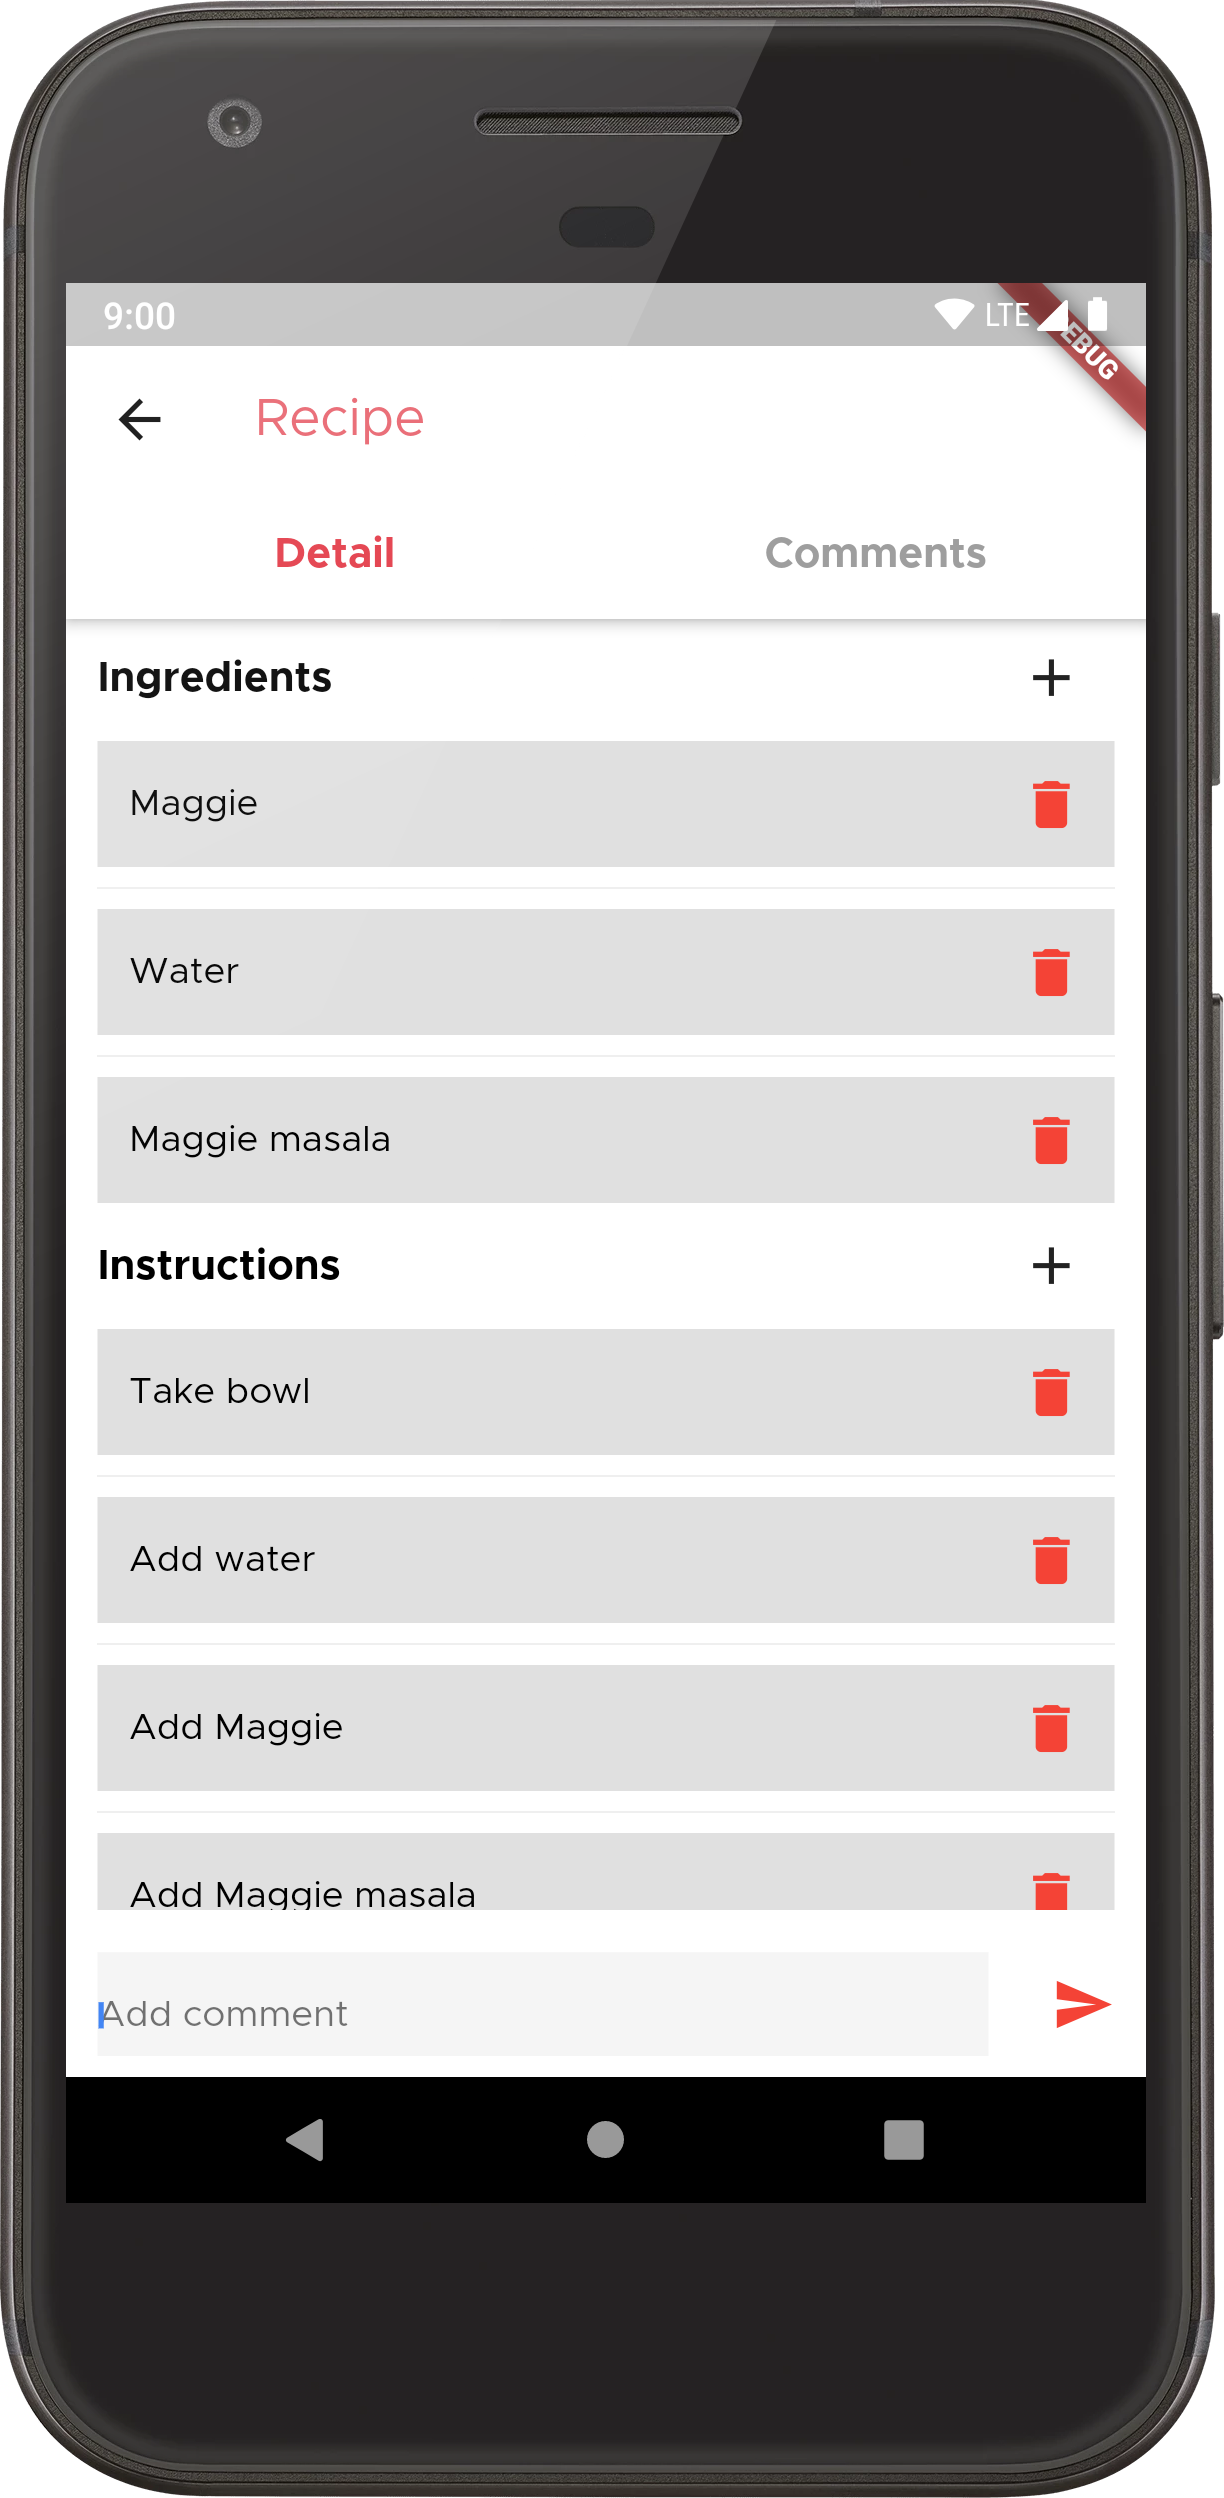 9:00 LTE
EBUG
Recipe
Detail Comments
Ingredients
Maggie
Water
Maggie masala
Instructions
Take bowl
Add water
Add Maggie
Add Maggie masala
Add comment